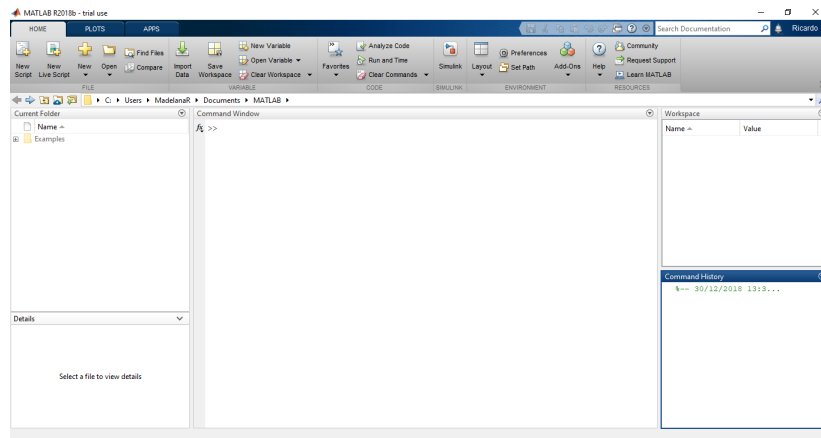 MATLAB R2018b - trial use
HOME PLOTS APPS Search Documentation Ricardo
New Script
New Live Script
New
Open
Find Files
Compare
Import Data
Save Workspace
New Variable
Open Variable
Clear Workspace
Favorites
Analyze Code
Run and Time
Clear Commands
Simulink
Layout
Preferences
Set Path
Add-Ons
Help
Community
Request Support
Learn MATLAB
FILE VARIABLE CODE SIMULINK ENVIRONMENT RESOURCES
C: Users MadelanaR Documents MATLAB
Current Folder
Name
Examples
Details
Select a file to view details
Command Window
fx >>
Workspace
Name Value
Command History
%-- 30/12/2018 13:3...